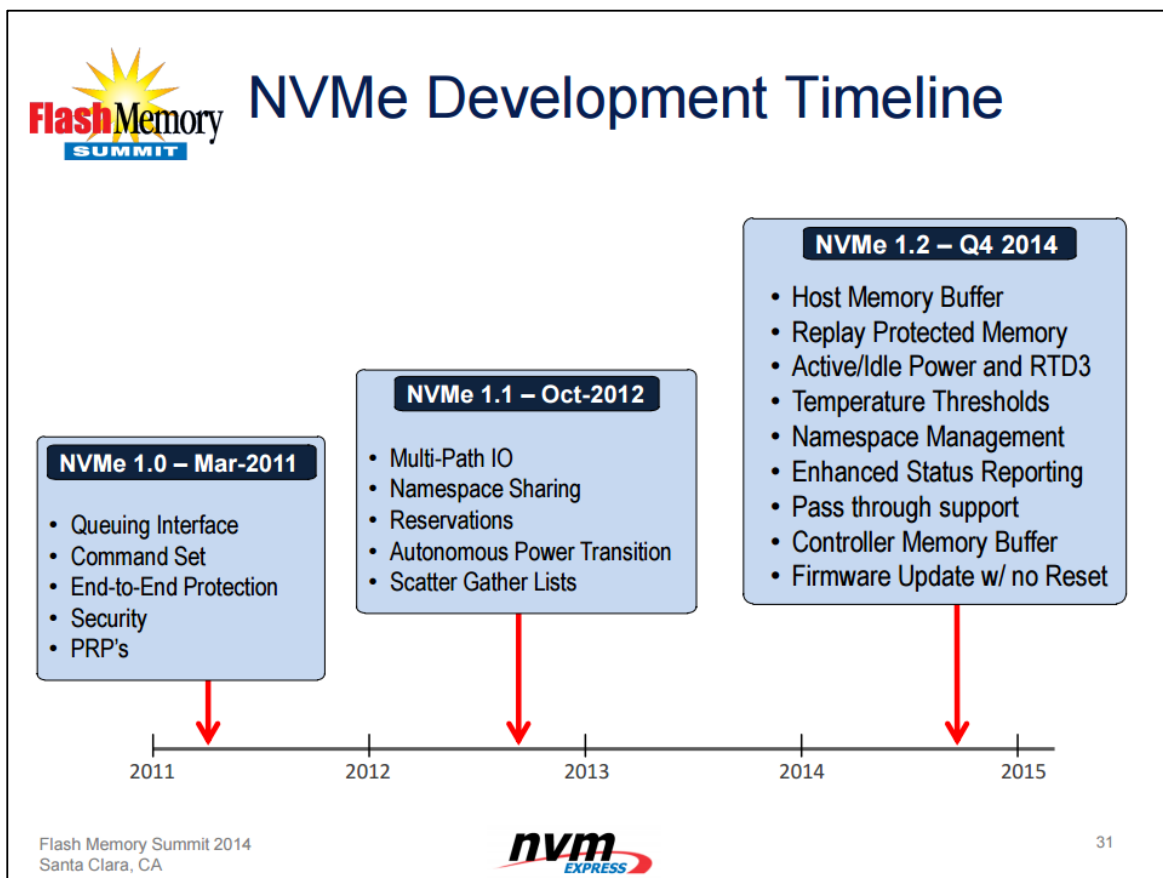 Flash Memory
SUMMIT
NVMe Development Timeline
NVMe 1.0 – Mar-2011
• Queuing Interface
• Command Set
• End-to-End Protection
• Security
• PRP's
NVMe 1.1 – Oct-2012
• Multi-Path IO
• Namespace Sharing
• Reservations
• Autonomous Power Transition
• Scatter Gather Lists
NVMe 1.2 – Q4 2014
• Host Memory Buffer
• Replay Protected Memory
• Active/Idle Power and RTD3
• Temperature Thresholds
• Namespace Management
• Enhanced Status Reporting
• Pass through support
• Controller Memory Buffer
• Firmware Update w/ no Reset
2011 2012 2013 2014 2015
Flash Memory Summit 2014
Santa Clara, CA
nvm
EXPRESS
31